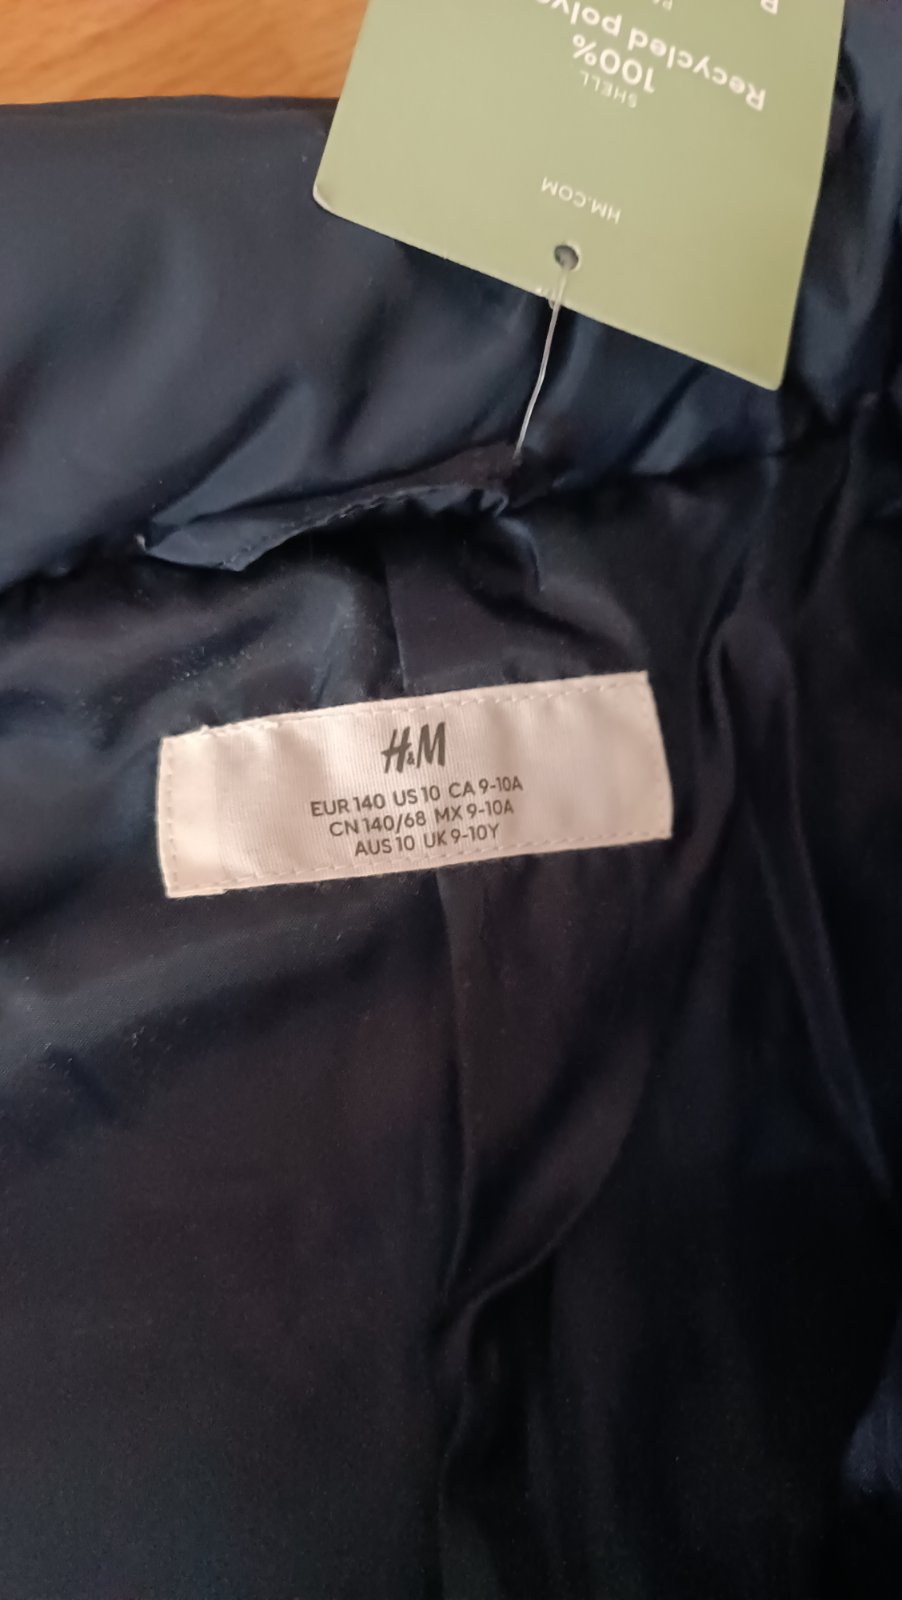 HM.COM
SHELL
100%
Recycled
H&M
EUR 140 US 10 CA 9-10A
CN 140/68 MX 9-10A
AUS 10 UK 9-10Y